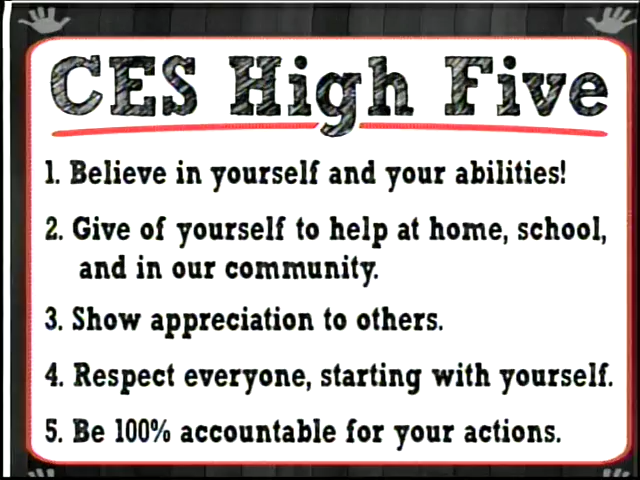 CES High Five
1. Believe in yourself and your abilities!
2. Give of yourself to help at home, school,
and in our community.
3. Show appreciation to others.
4. Respect everyone, starting with yourself.
5. Be 100% accountable for your actions.